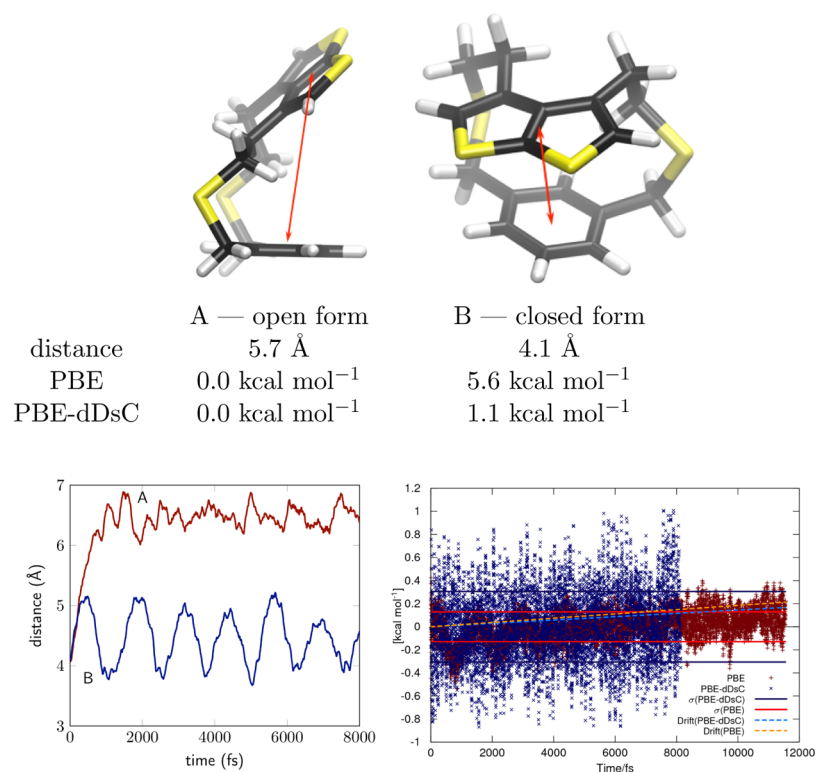 A — open form B — closed form
distance 5.7 Å 4.1 Å
PBE 0.0 kcal mol⁻¹ 5.6 kcal mol⁻¹
PBE-dDsC 0.0 kcal mol⁻¹ 1.1 kcal mol⁻¹
7
6
5
4
3
distance (Å)
A
B
0 2000 4000 6000 8000
time (fs)
1.2
1
0.8
0.6
0.4
0.2
0
-0.2
-0.4
-0.6
-0.8
-1
[kcal mol⁻¹]
PBE
PBE-dDsC
σ(PBE-dDsC)
σ(PBE)
Drift(PBE-dDsC)
Drift(PBE)
0 2000 4000 6000 8000 10000 12000
Time/fs